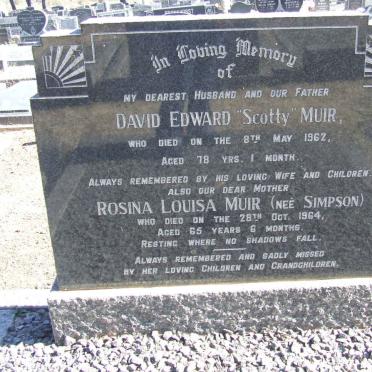 In Loving Memory
of
MY DEAREST HUSBAND AND OUR FATHER
DAVID EDWARD "SCOTTY" MUIR,
WHO DIED ON THE 8TH MAY 1962,
AGED 78 YRS. 1 MONTH.
ALWAYS REMEMBERED BY HIS LOVING WIFE AND CHILDREN.
ALSO OUR DEAR MOTHER
ROSINA LOUISA MUIR (NEÉ SIMPSON)
WHO DIED ON THE 28TH OCT. 1964,
AGED 65 YEARS 6 MONTHS.
RESTING WHERE NO SHADOWS FALL.
ALWAYS REMEMBERED AND SADLY MISSED
BY HER LOVING CHILDREN AND GRANDCHILDREN.